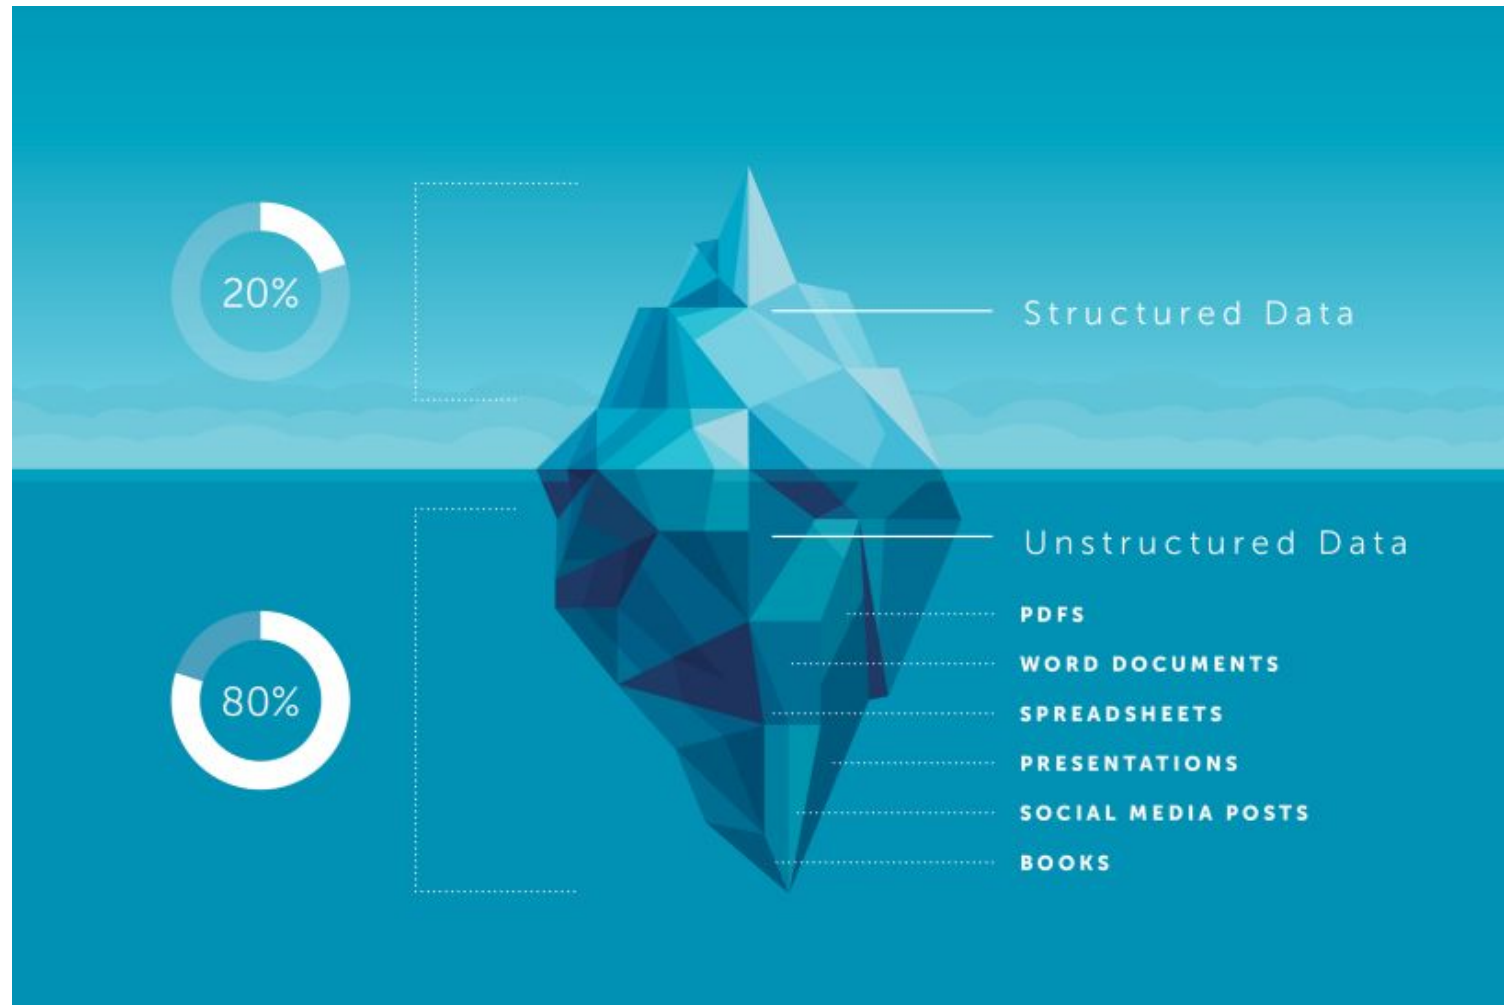 20%
Structured Data
Unstructured Data
PDFS
WORD DOCUMENTS
80%
SPREADSHEETS
PRESENTATIONS
SOCIAL MEDIA POSTS
BOOKS